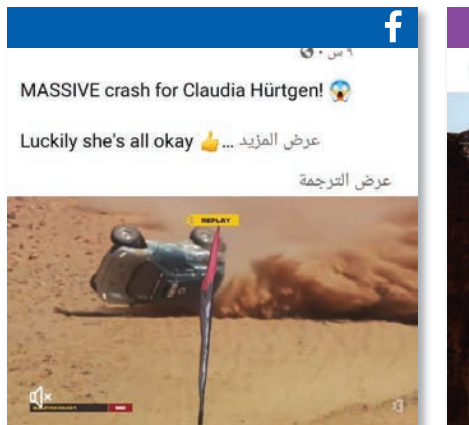 f
٩ س •
MASSIVE crash for Claudia Hürtgen! 😱
Luckily she's all okay 👍 ... عرض المزيد
عرض الترجمة
REPLAY